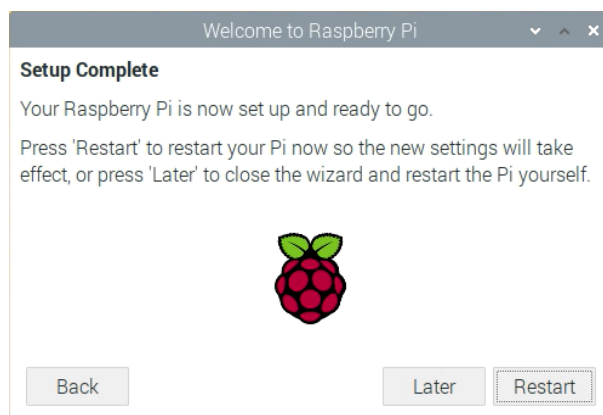 Welcome to Raspberry Pi
Setup Complete
Your Raspberry Pi is now set up and ready to go.
Press 'Restart' to restart your Pi now so the new settings will take
effect, or press 'Later' to close the wizard and restart the Pi yourself.
Back
Later
Restart